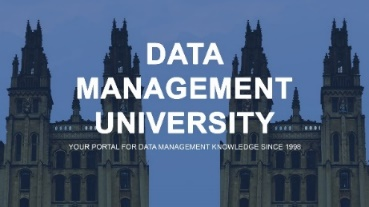 DATA
MANAGEMENT
UNIVERSITY
YOUR PORTAL FOR DATA MANAGEMENT KNOWLEDGE SINCE 1998